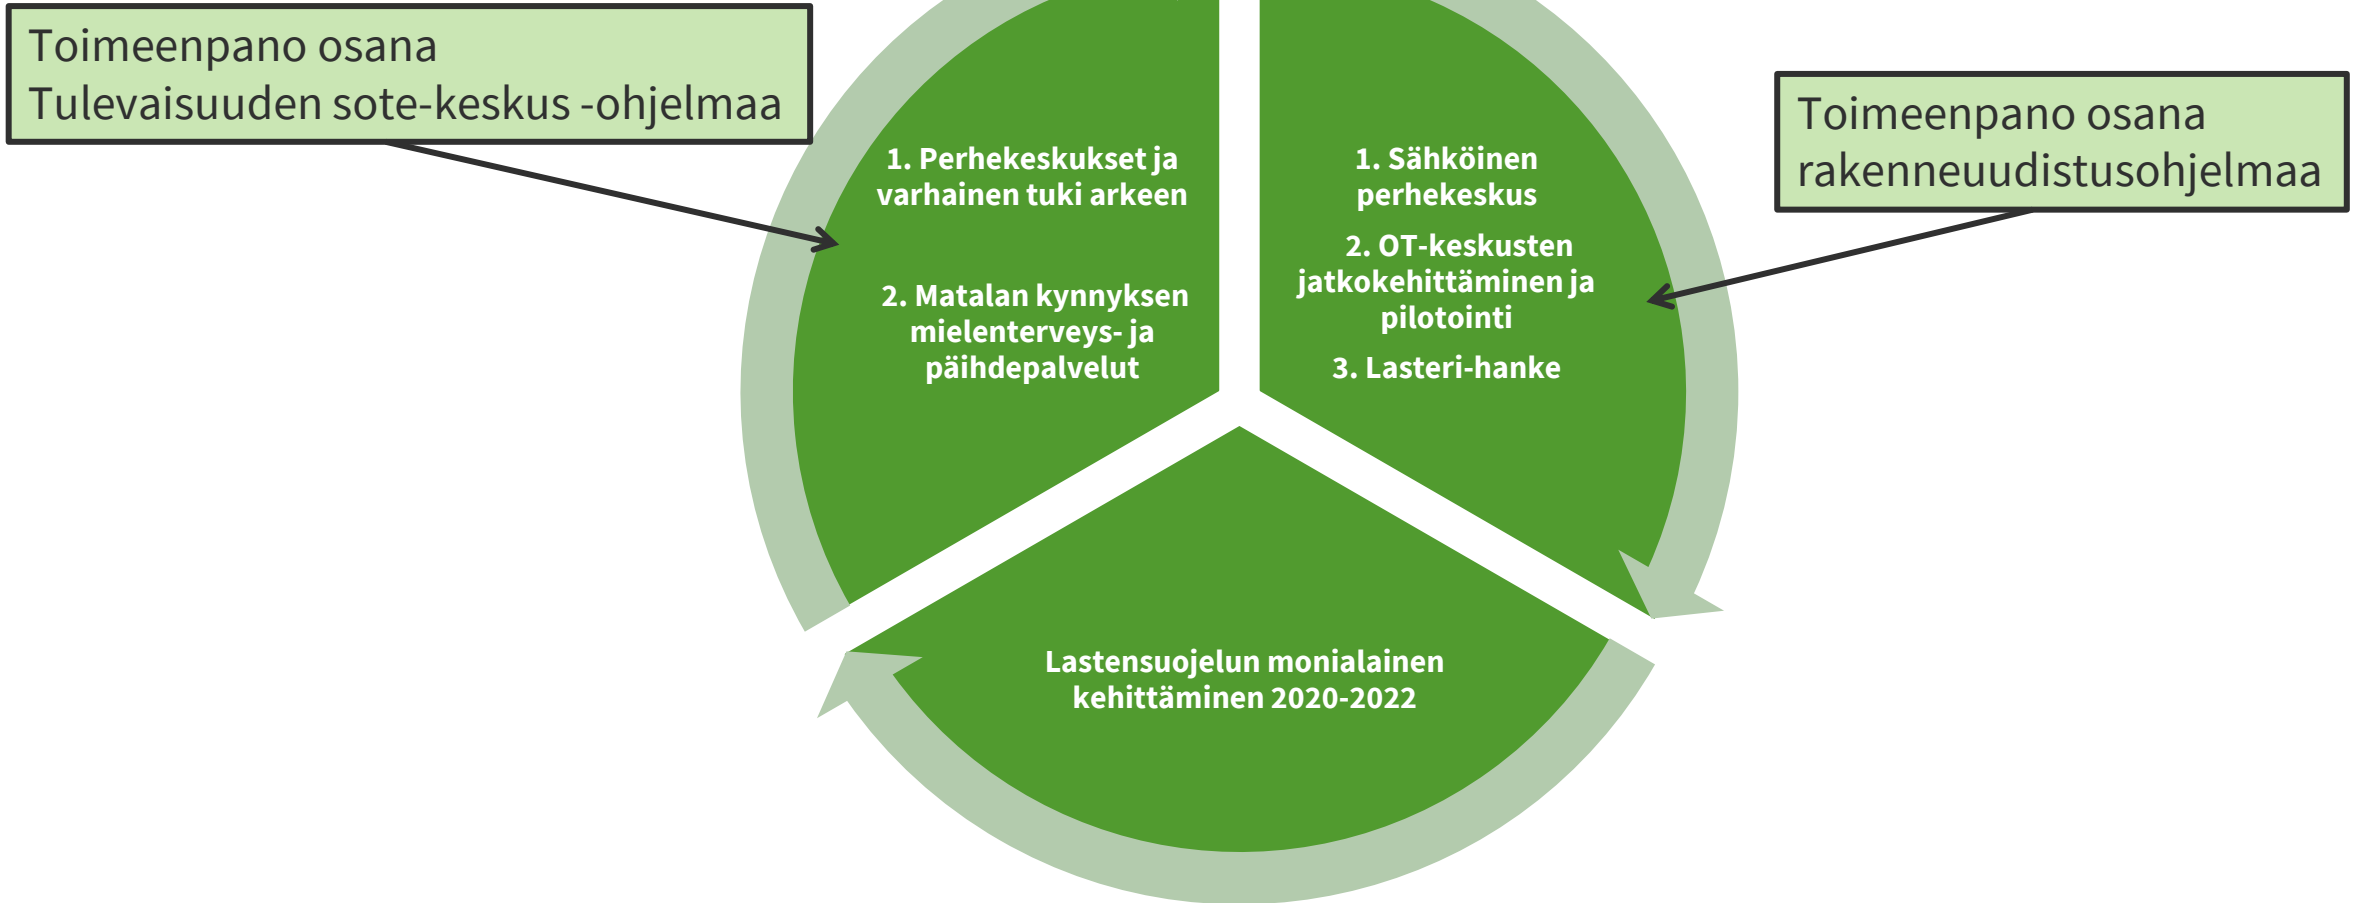 Toimeenpano osana
Tulevaisuuden sote-keskus -ohjelmaa
Toimeenpano osana
rakenneuudistusohjelmaa
1. Perhekeskukset ja
varhainen tuki arkeen
2. Matalan kynnyksen
mielenterveys- ja
päihdepalvelut
1. Sähköinen
perhekeskus
2. OT-keskusten
jatkokehittäminen ja
pilotointi
3. Lasteri-hanke
Lastensuojelun monialainen
kehittäminen 2020-2022